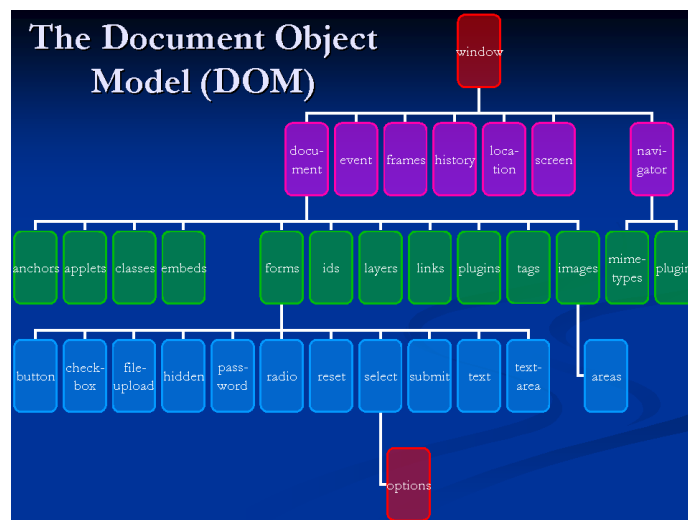 The Document Object
Model (DOM)
window
docu-
ment
event
frames
history
loca-
tion
screen
navi-
gator
anchors
applets
classes
embeds
forms
ids
layers
links
plugins
tags
images
mime-
types
plugin
button
check-
box
file-
upload
hidden
pass-
word
radio
reset
select
submit
text
text-
area
areas
options